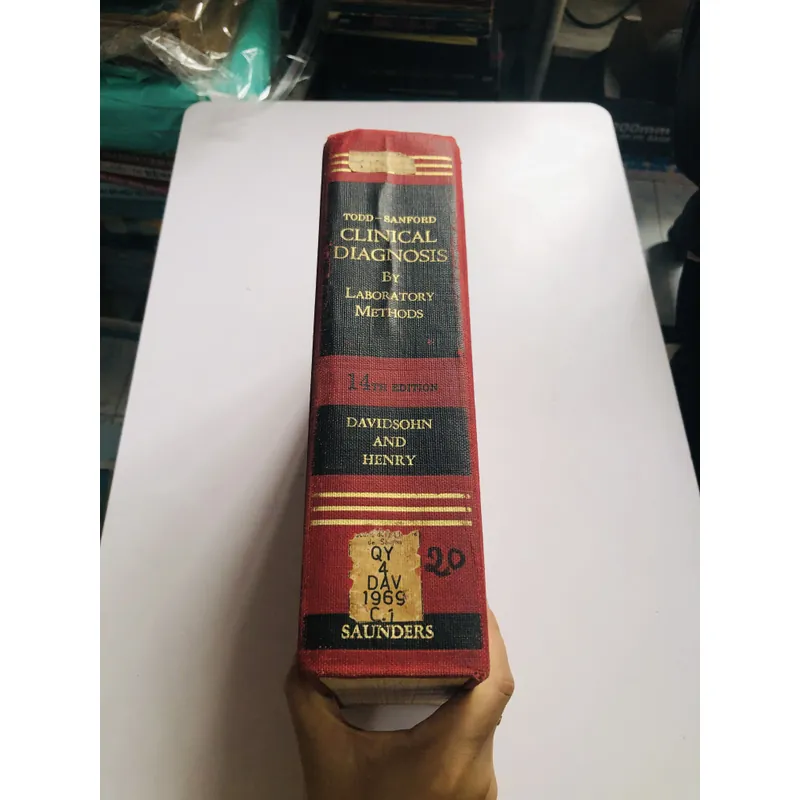 TODD-SANFORD
CLINICAL
DIAGNOSIS
BY
LABORATORY
METHODS
14TH EDITION
DAVIDSOHN
AND
HENRY
QY
4
DAV
1969
C.1
20
SAUNDERS
200mm